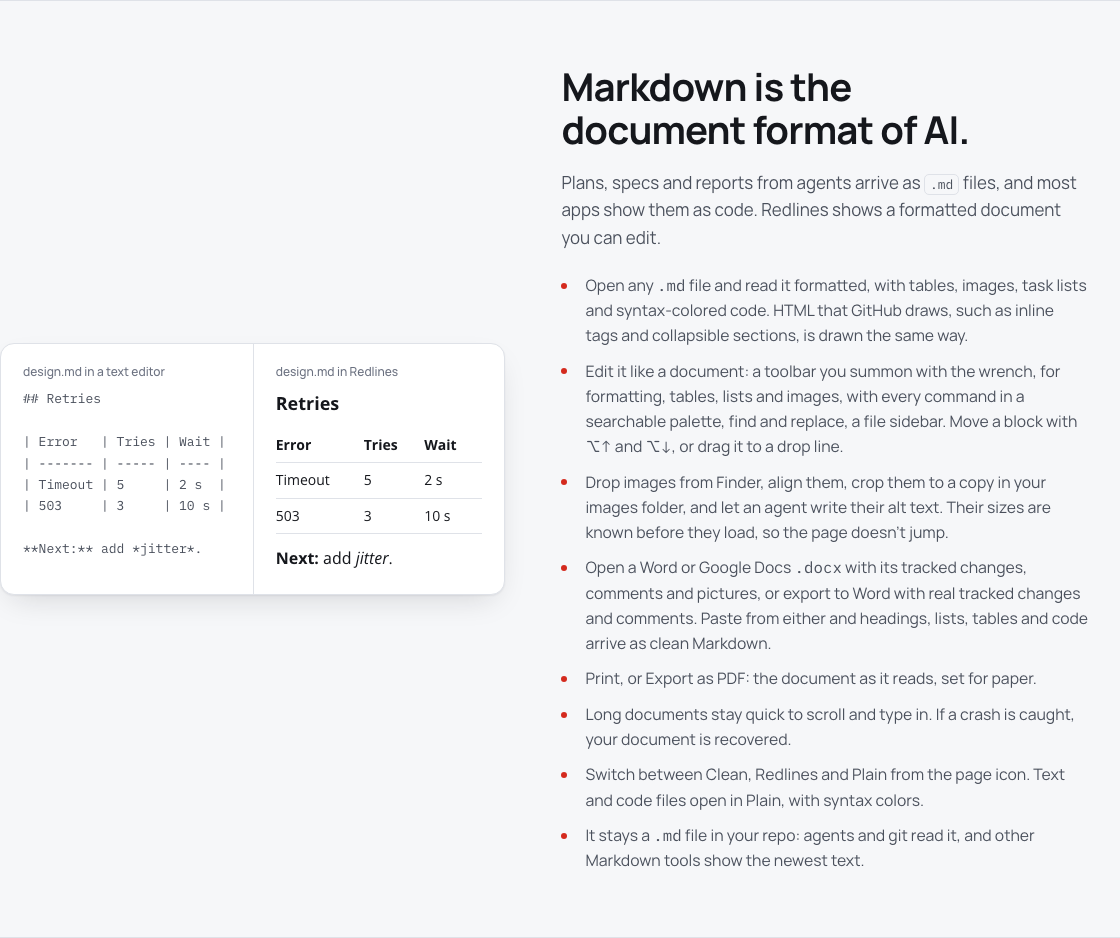 Markdown is the
document format of AI.
Plans, specs and reports from agents arrive as .md files, and most
apps show them as code. Redlines shows a formatted document
you can edit.
design.md in a text editor
## Retries
| Error   | Tries | Wait |
| ------- | ----- | ---- |
| Timeout | 5     | 2 s  |
| 503     | 3     | 10 s |
**Next:** add *jitter*.
design.md in Redlines
Retries
Error Tries Wait
Timeout 5 2 s
503 3 10 s
Next: add jitter.
Open any .md file and read it formatted, with tables, images, task lists
and syntax-colored code. HTML that GitHub draws, such as inline
tags and collapsible sections, is drawn the same way.
Edit it like a document: a toolbar you summon with the wrench, for
formatting, tables, lists and images, with every command in a
searchable palette, find and replace, a file sidebar. Move a block with
⌥↑ and ⌥↓, or drag it to a drop line.
Drop images from Finder, align them, crop them to a copy in your
images folder, and let an agent write their alt text. Their sizes are
known before they load, so the page doesn't jump.
Open a Word or Google Docs .docx with its tracked changes,
comments and pictures, or export to Word with real tracked changes
and comments. Paste from either and headings, lists, tables and code
arrive as clean Markdown.
Print, or Export as PDF: the document as it reads, set for paper.
Long documents stay quick to scroll and type in. If a crash is caught,
your document is recovered.
Switch between Clean, Redlines and Plain from the page icon. Text
and code files open in Plain, with syntax colors.
It stays a .md file in your repo: agents and git read it, and other
Markdown tools show the newest text.